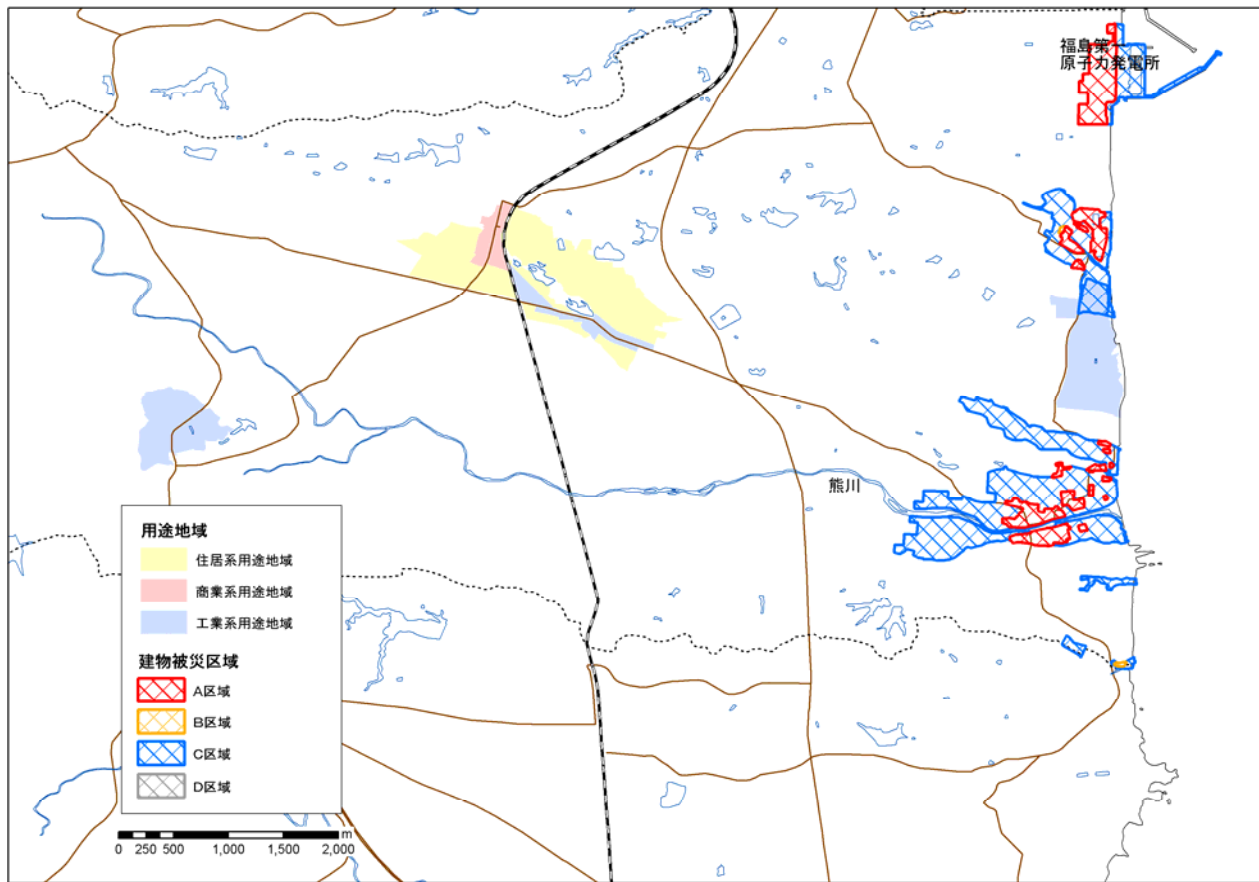 福島第一
原子力発電所
熊川
用途地域
住居系用途地域
商業系用途地域
工業系用途地域
建物被災区域
A区域
B区域
C区域
D区域
m
0 250 500 1,000 1,500 2,000